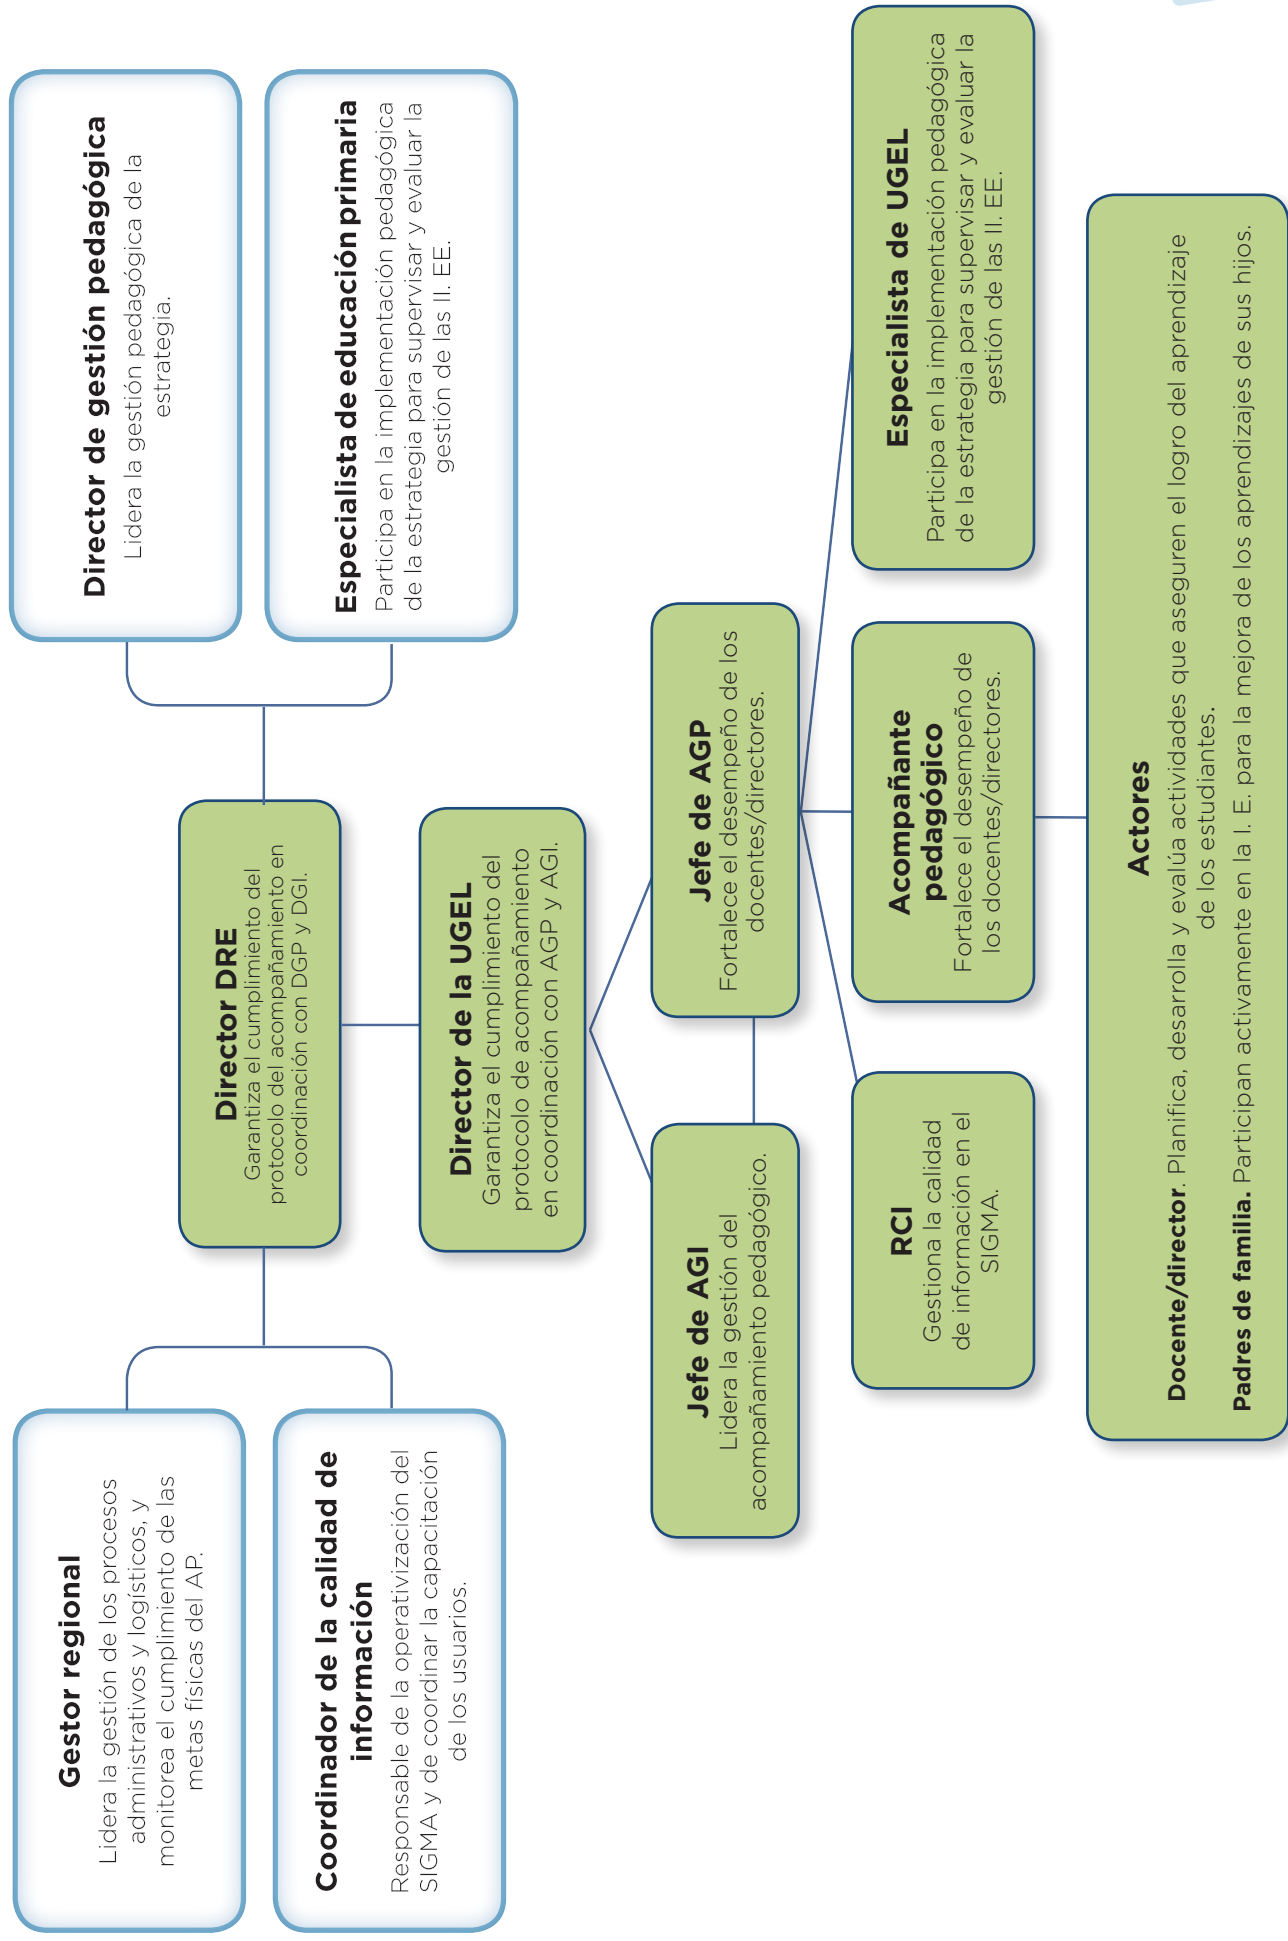 Gestor regional
Lidera la gestión de los procesos
administrativos y logísticos, y
monitorea el cumplimiento de las
metas físicas del AP.
Coordinador de la calidad de
información
Responsable de la operativización del
SIGMA y de coordinar la capacitación
de los usuarios.
Director DRE
Garantiza el cumplimiento del
protocolo del acompañamiento en
coordinación con DGP y DGI.
Director de gestión pedagógica
Lidera la gestión pedagógica de la
estrategia.
Especialista de educación primaria
Participa en la implementación pedagógica
de la estrategia para supervisar y evaluar la
gestión de las II. EE.
Director de la UGEL
Garantiza el cumplimiento del
protocolo de acompañamiento
en coordinación con AGP y AGI.
Jefe de AGI
Lidera la gestión del
acompañamiento pedagógico.
Jefe de AGP
Fortalece el desempeño de los
docentes/directores.
RCI
Gestiona la calidad
de información en el
SIGMA.
Acompañante
pedagógico
Fortalece el desempeño de
los docentes/directores.
Especialista de UGEL
Participa en la implementación pedagógica
de la estrategia para supervisar y evaluar la
gestión de las II. EE.
Actores
Docente/director. Planifica, desarrolla y evalúa actividades que aseguren el logro del aprendizaje
de los estudiantes.
Padres de familia. Participan activamente en la I. E. para la mejora de los aprendizajes de sus hijos.